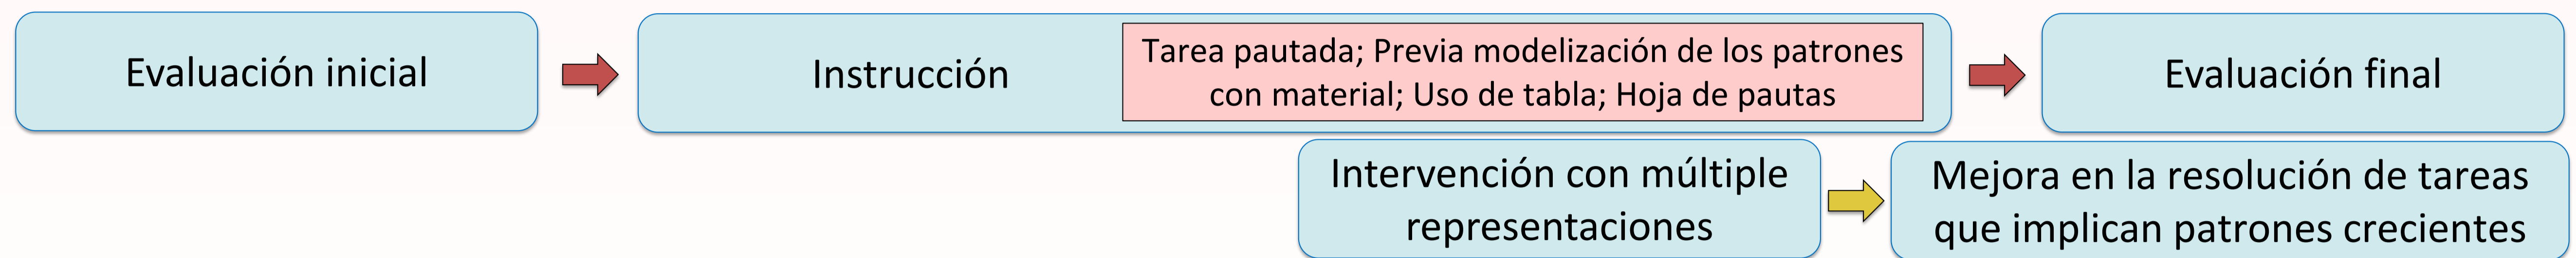 Evaluación inicial
Instrucción
Tarea pautada; Previa modelización de los patrones
con material; Uso de tabla; Hoja de pautas
Evaluación final
Intervención con múltiple
representaciones
Mejora en la resolución de tareas
que implican patrones crecientes